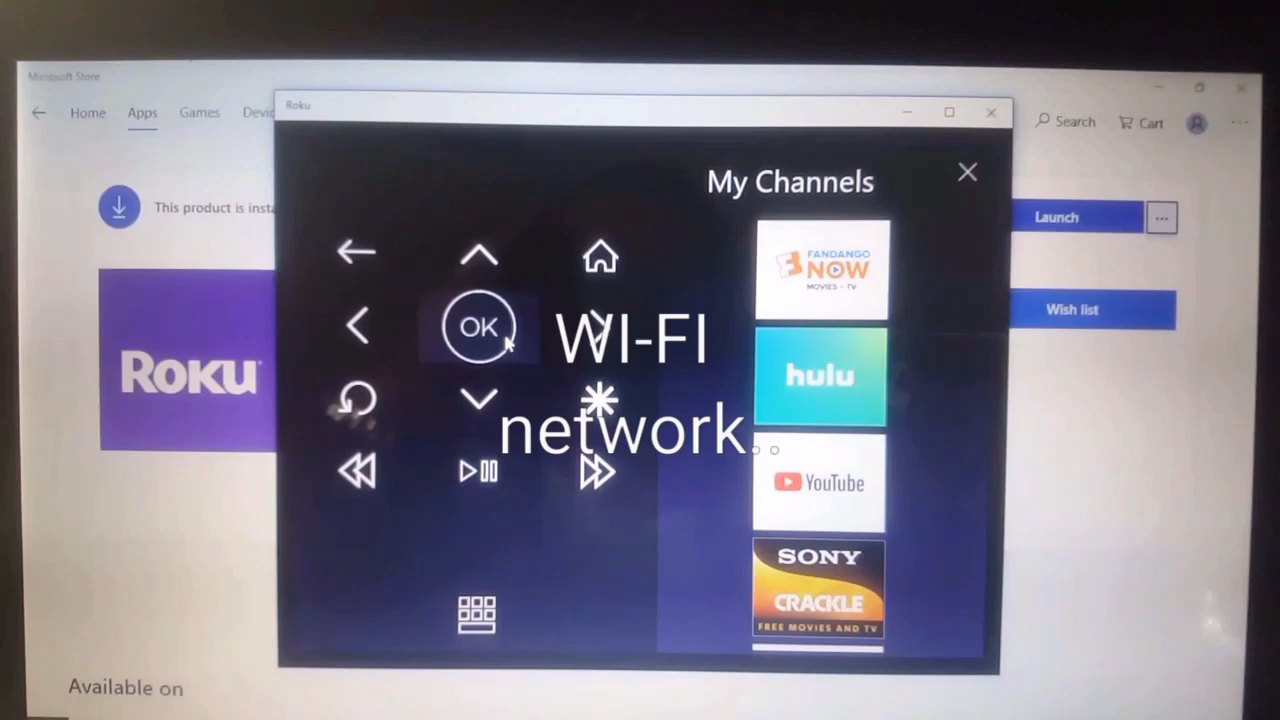 Microsoft Store
Home Apps Games Devic
Roku
Search Cart
My Channels
This product is insta
Launch
FANDANGO
NOW
MOVIES • TV
Wish list
OK
WI-FI
network..
ROKU
hulu
YouTube
SONY
CRACKLE
FREE MOVIES AND TV
Available on